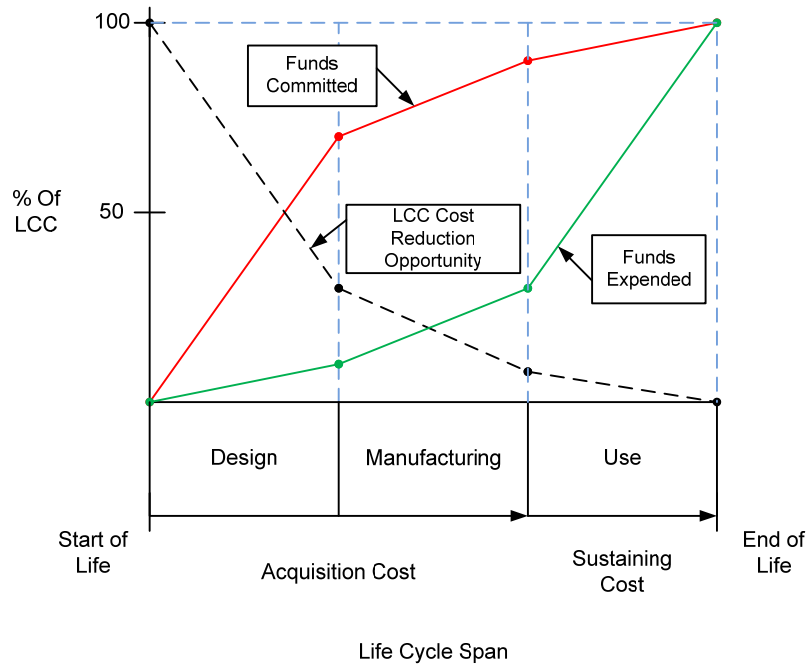 100
Funds
Committed
% Of
LCC
50
LCC Cost
Reduction
Opportunity
Funds
Expended
Design
Manufacturing
Use
Start of
Life
Acquisition Cost
Sustaining
Cost
End of
Life
Life Cycle Span